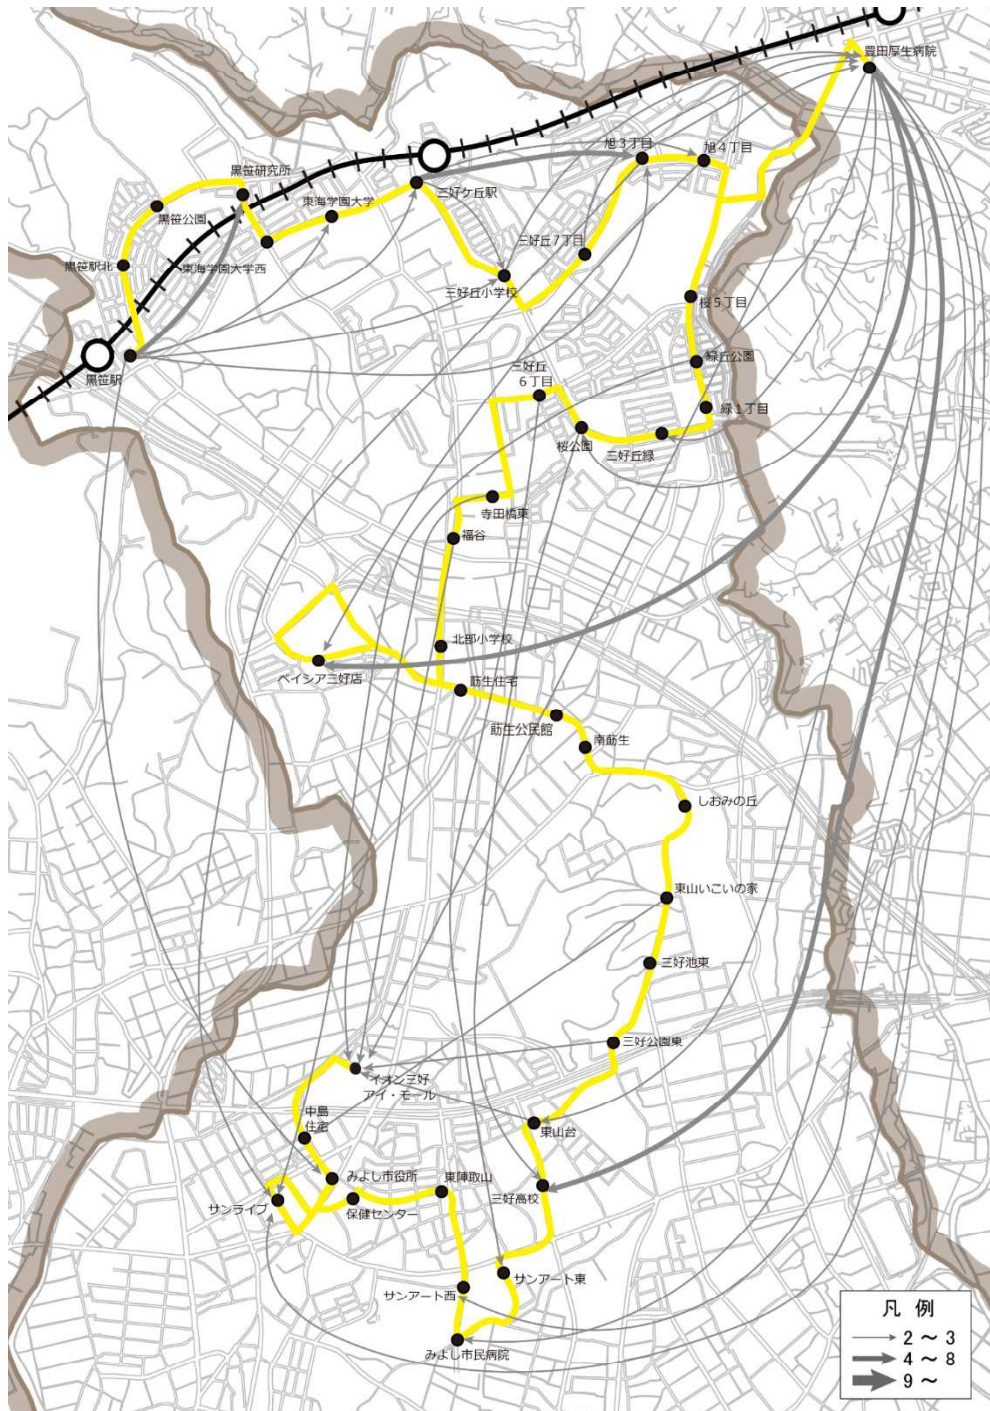 豊田厚生病院
旭3丁目
旭4丁目
黒笹研究所
三好ケ丘駅
東海学園大学
黒笹公園
三好丘7丁目
黒笹駅北
東海学園大学西
三好丘小学校
桜5丁目
緑丘公園
三好丘
6丁目
黒笹駅
緑1丁目
桜公園
三好丘緑
寺田橋東
福谷
北部小学校
ベイシア三好店
莇生住宅
莇生公民館
南莇生
しおみの丘
東山いこいの家
三好池東
三好公園東
イオン三好
アイ・モール
中島
住宅
東山台
みよし市役所
東陣取山
三好高校
サンライブ
保健センター
サンアート東
サンアート西
みよし市民病院
凡 例
2～3
4～8
9～